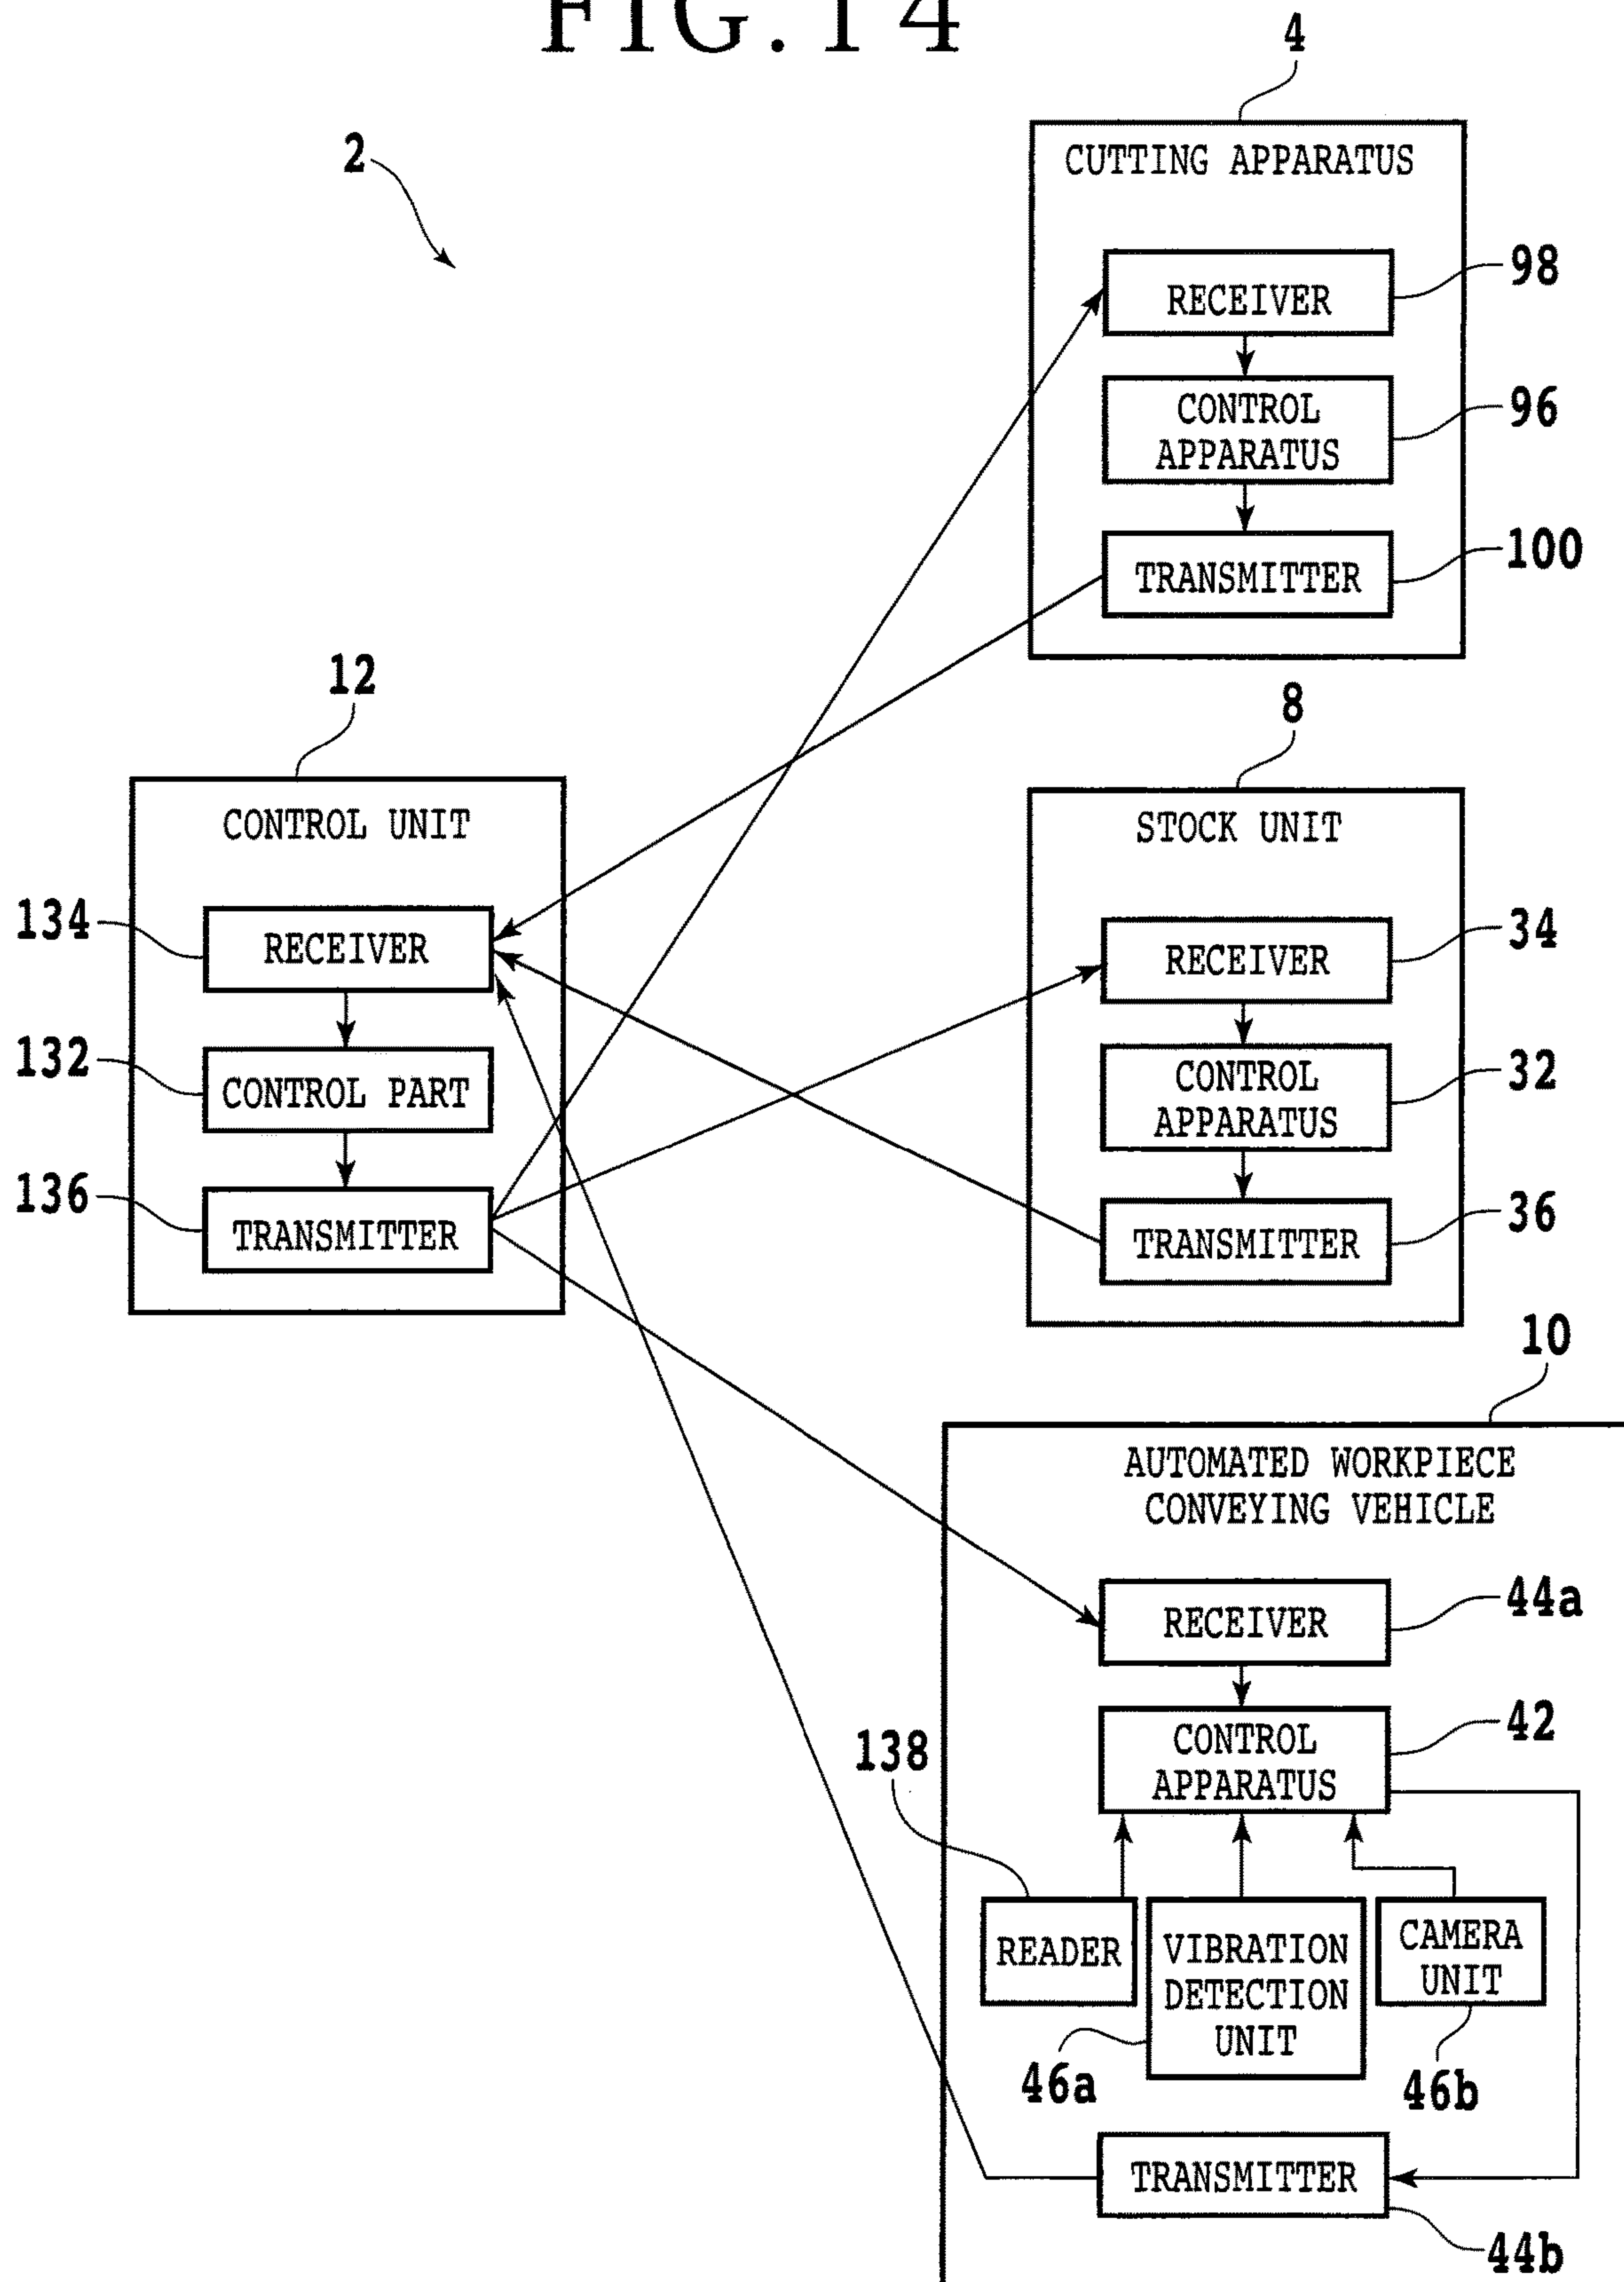 FIG. 14
4
2
CUTTING APPARATUS
98
RECEIVER
96
CONTROL
APPARATUS
100
TRANSMITTER
12
CONTROL UNIT
134
RECEIVER
132
CONTROL PART
136
TRANSMITTER
8
STOCK UNIT
34
RECEIVER
32
CONTROL
APPARATUS
36
TRANSMITTER
10
AUTOMATED WORKPIECE
CONVEYING VEHICLE
44a
RECEIVER
42
CONTROL
APPARATUS
138
READER
VIBRATION
DETECTION
UNIT
CAMERA
UNIT
46a
46b
TRANSMITTER
44b